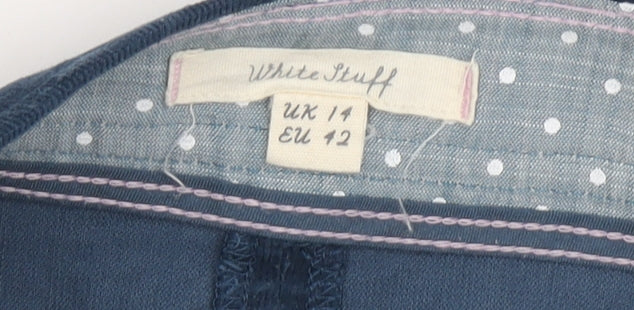 White Stuff
UK 14
EU 42